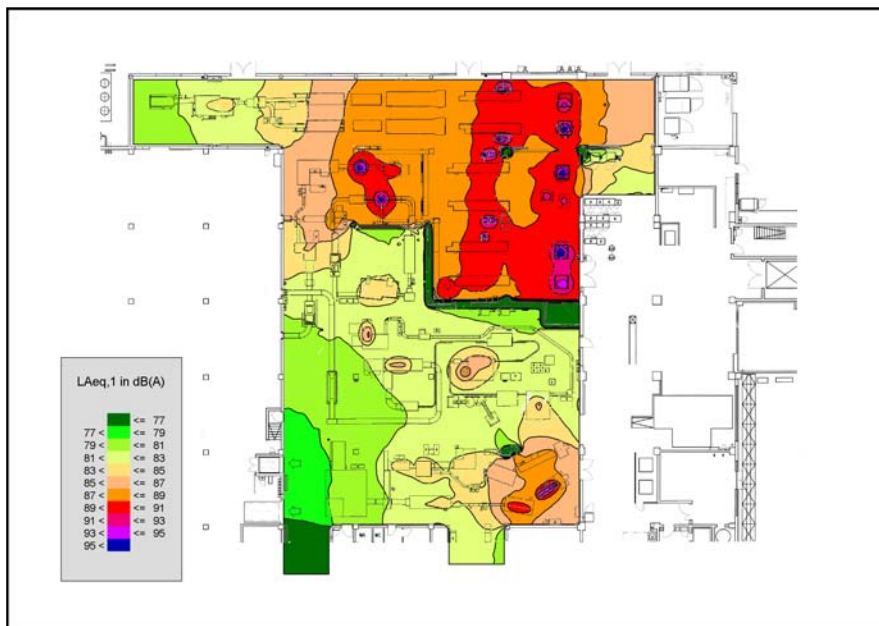 LAeq,1 in dB(A)
<= 77
77 < <= 79
79 < <= 81
81 < <= 83
83 < <= 85
85 < <= 87
87 < <= 89
89 < <= 91
91 < <= 93
93 < <= 95
95 <